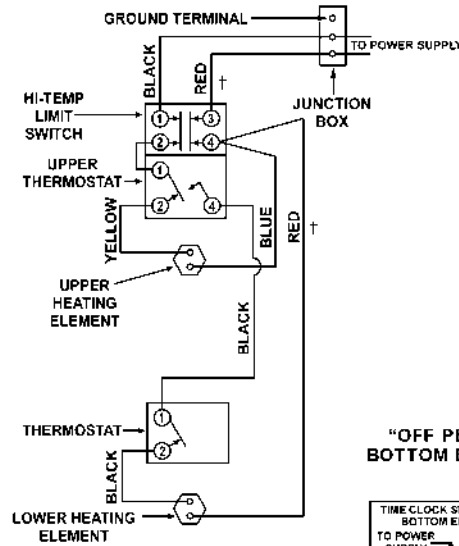 GROUND TERMINAL
TO POWER SUPPLY
BLACK
RED †
JUNCTION
BOX
HI-TEMP
LIMIT
SWITCH
1 3
2 4
UPPER
THERMOSTAT
1
2 4
YELLOW
BLUE
RED †
UPPER
HEATING
ELEMENT
BLACK
THERMOSTAT
1
2
BLACK
LOWER HEATING
ELEMENT
"OFF PE
BOTTOM E
TIME CLOCK S
BOTTOM E
TO POWER
SUPPLY